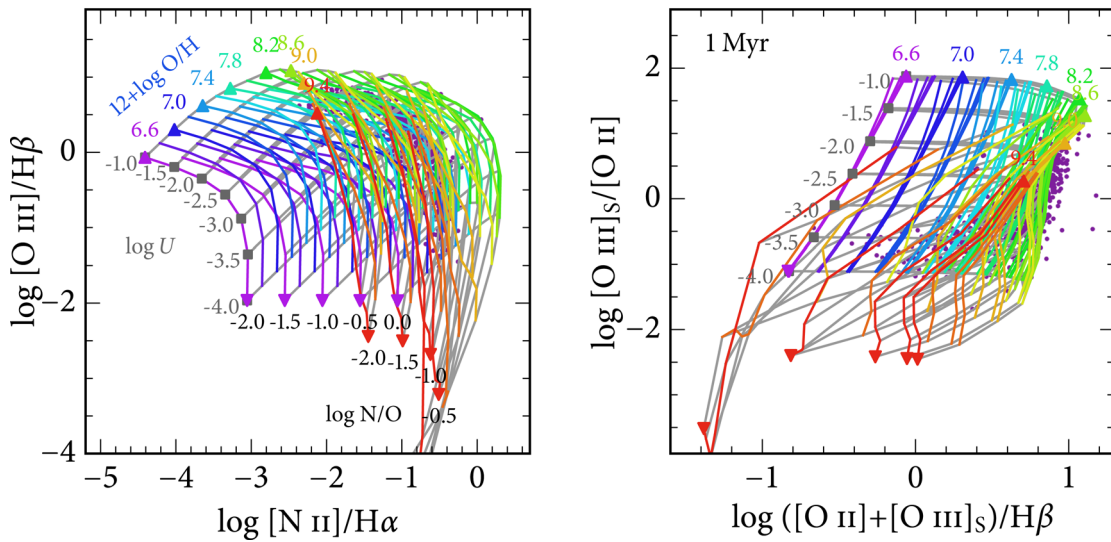 8.6
8.2
9.0
7.8
9.4
7.4
12+log O/H
7.0
6.6
-1.0
-1.5
-2.0
-2.5
-3.0
log U
-3.5
-4.0
-2.0 -1.5 -1.0 -0.5 0.0
-2.0
-1.5
-1.0
-0.5
log N/O
0
−2
−4
log [O III]/Hβ
−5 −4 −3 −2 −1 0
log [N II]/Hα
1 Myr
6.6 7.0 7.4 7.8
8.2
8.6
9.4
-1.0
-1.5
-2.0
-2.5
-3.0
-3.5
-4.0
2
0
−2
log [O III]S/[O II]
−1 0 1
log ([O II]+[O III]S)/Hβ